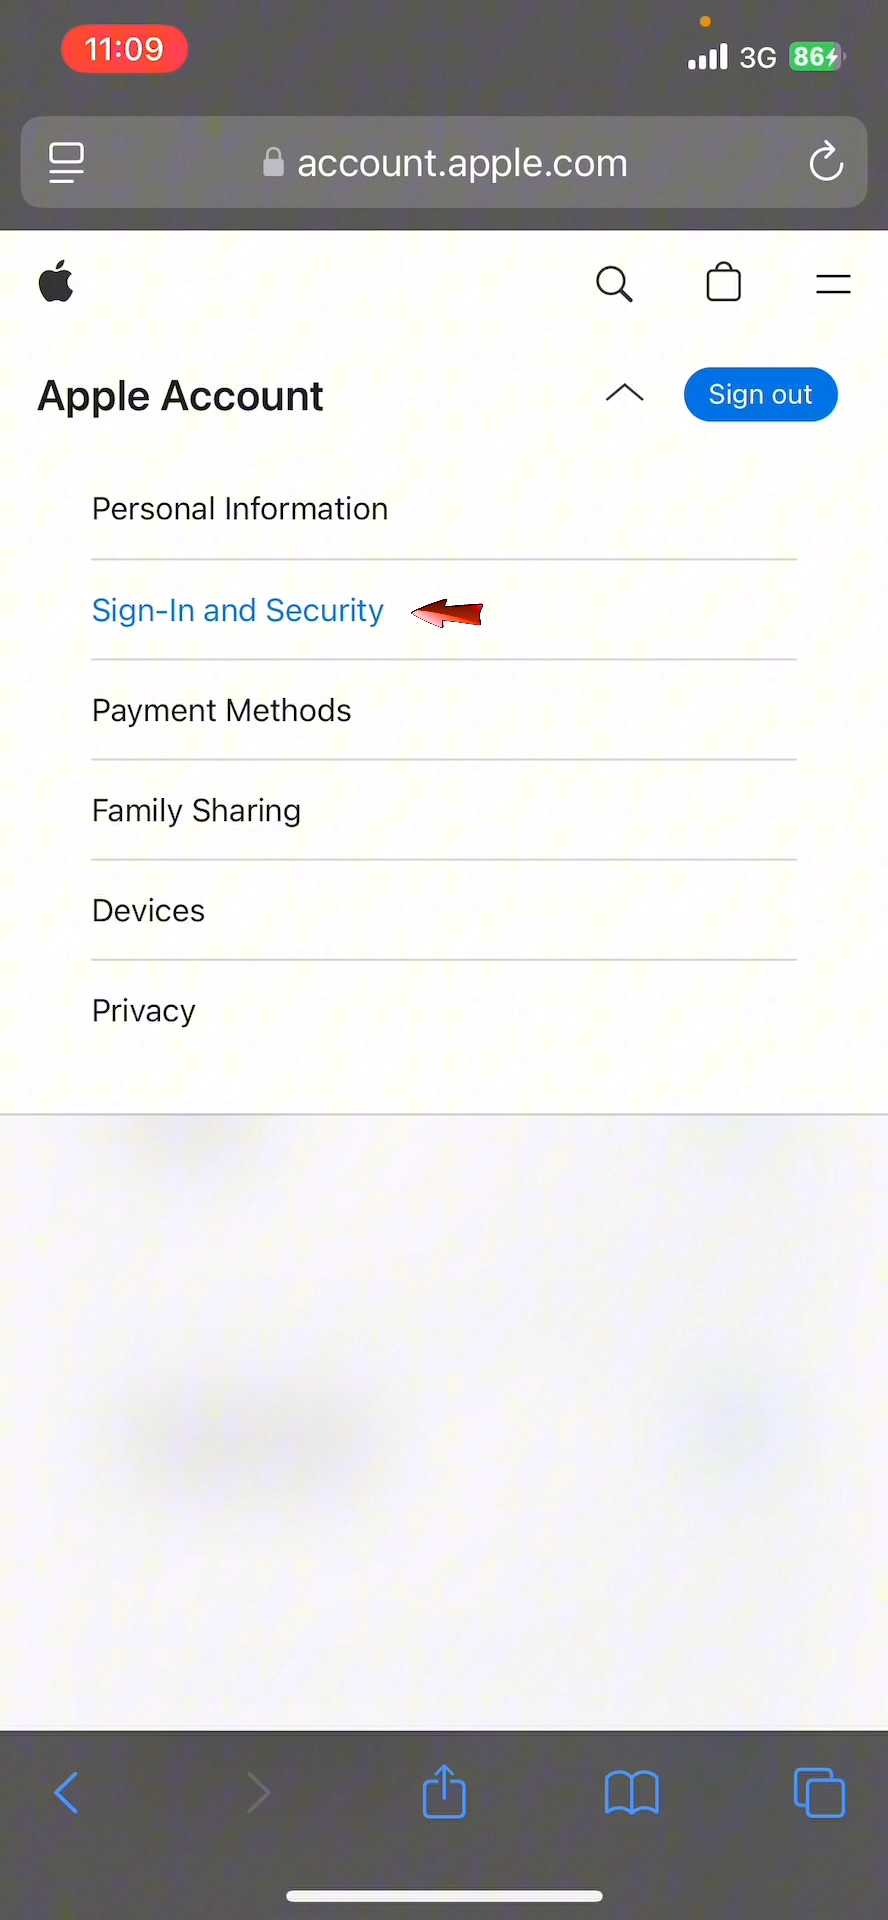 11:09
3G 86
account.apple.com
Apple Account
Sign out
Personal Information
Sign-In and Security
Payment Methods
Family Sharing
Devices
Privacy